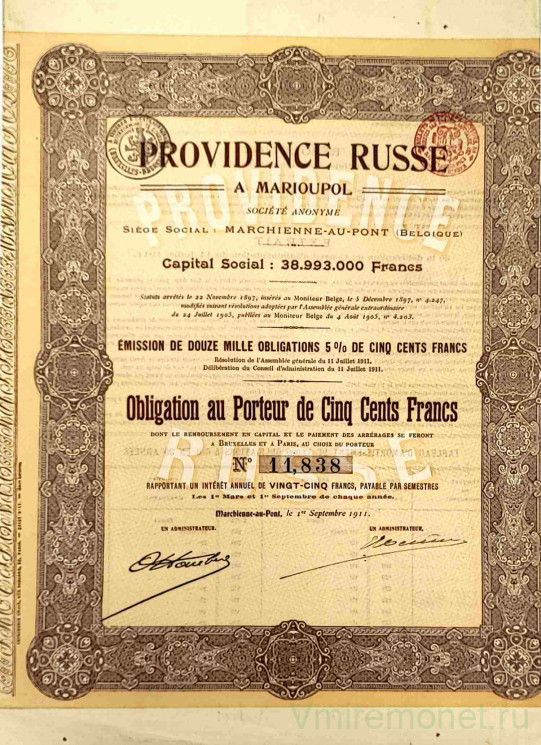 PROVIDENCE RUSSE
A MARIOUPOL
SOCIÉTÉ ANONYME
SIÈGE SOCIAL : MARCHIENNE-AU-PONT (BELGIQUE)
Capital Social : 38.993.000 Francs
Statuts arrêtés le 22 Novembre 1897, insérés au Moniteur Belge, le 5 Décembre 1897, nº 4.247,
modifiés suivant résolutions adoptées par l'Assemblée générale extraordinaire
du 24 Juillet 1905, publiées au Moniteur Belge du 4 Août 1905, nº 4.203.
ÉMISSION DE DOUZE MILLE OBLIGATIONS 5 % DE CINQ CENTS FRANCS
Résolution de l'Assemblée générale du 11 Juillet 1911.
Délibération du Conseil d'administration du 11 Juillet 1911.
Obligation au Porteur de Cinq Cents Francs
DONT LE REMBOURSEMENT EN CAPITAL ET LE PAIEMENT DES ARRÉRAGES SE FERONT
A BRUXELLES ET A PARIS, AU CHOIX DU PORTEUR
Nº 11,838
RAPPORTANT UN INTÉRÊT ANNUEL DE VINGT-CINQ FRANCS, PAYABLE PAR SEMESTRES
Les 1er Mars et 1er Septembre de chaque année.
Marchienne-au-Pont, le 1er Septembre 1911.
UN ADMINISTRATEUR, UN ADMINISTRATEUR,
PROVIDENCE
RUSSE
Vmiremonet.ru